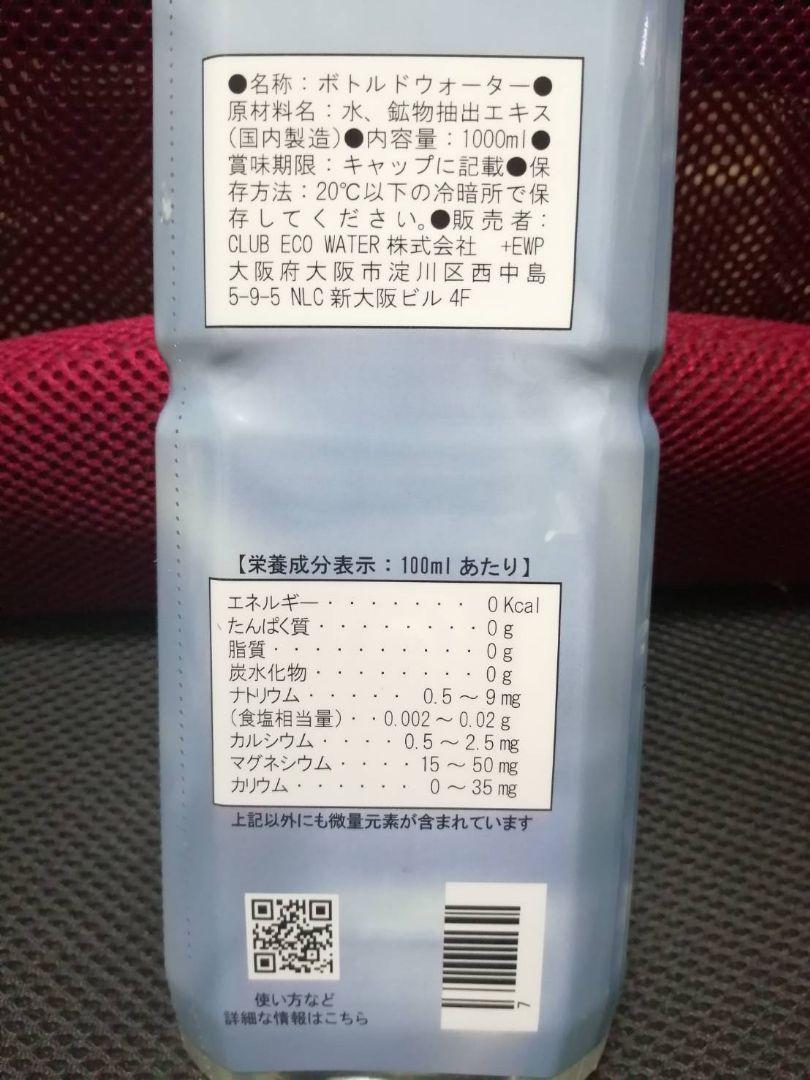 ●名称：ボトルドウォーター●
原材料名：水、鉱物抽出エキス
(国内製造)●内容量：1000ml●
賞味期限：キャップに記載●保
存方法：20℃以下の冷暗所で保
存してください。●販売者：
CLUB ECO WATER 株式会社 +EWP
大阪府大阪市淀川区西中島
5-9-5 NLC 新大阪ビル 4F
【栄養成分表示：100ml あたり】
エネルギー・・・・・・・0Kcal
たんぱく質・・・・・・・・0g
脂質・・・・・・・・・・0g
炭水化物・・・・・・・・0g
ナトリウム・・・・・0.5～9mg
(食塩相当量)・・0.002～0.02g
カルシウム・・・・0.5～2.5mg
マグネシウム・・・・15～50mg
カリウム・・・・・・0～35mg
上記以外にも微量元素が含まれています
使い方など
詳細な情報はこちら
7